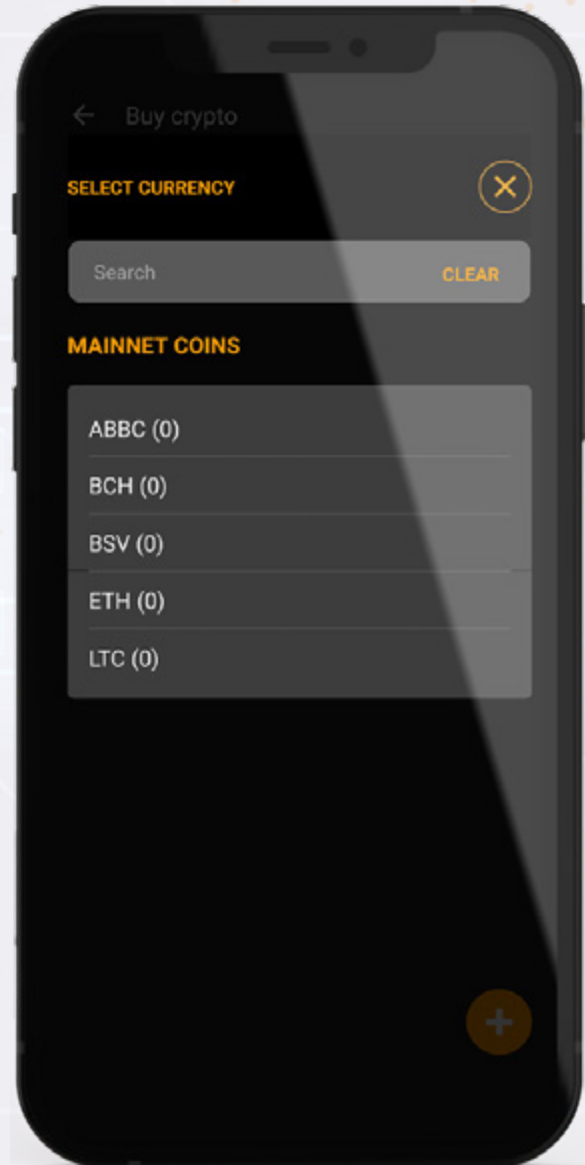 Buy crypto
SELECT CURRENCY
Search CLEAR
MAINNET COINS
ABBC (0)
BCH (0)
BSV (0)
ETH (0)
LTC (0)